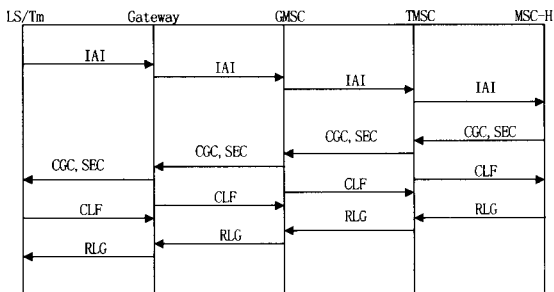 LS/Tm Gateway GMSC TMSC MSC-H
IAI
IAI
IAI
IAI
CGC, SEC
CGC, SEC
CGC, SEC
CGC, SEC
CLF
CLF
CLF
CLF
RLG
RLG
RLG
RLG